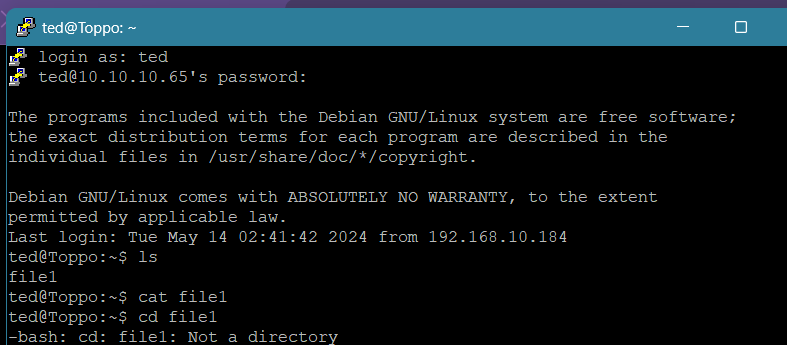 ted@Toppo: ~
login as: ted
ted@10.10.10.65's password:
The programs included with the Debian GNU/Linux system are free software;
the exact distribution terms for each program are described in the
individual files in /usr/share/doc/*/copyright.
Debian GNU/Linux comes with ABSOLUTELY NO WARRANTY, to the extent
permitted by applicable law.
Last login: Tue May 14 02:41:42 2024 from 192.168.10.184
ted@Toppo:~$ ls
file1
ted@Toppo:~$ cat file1
ted@Toppo:~$ cd file1
-bash: cd: file1: Not a directory